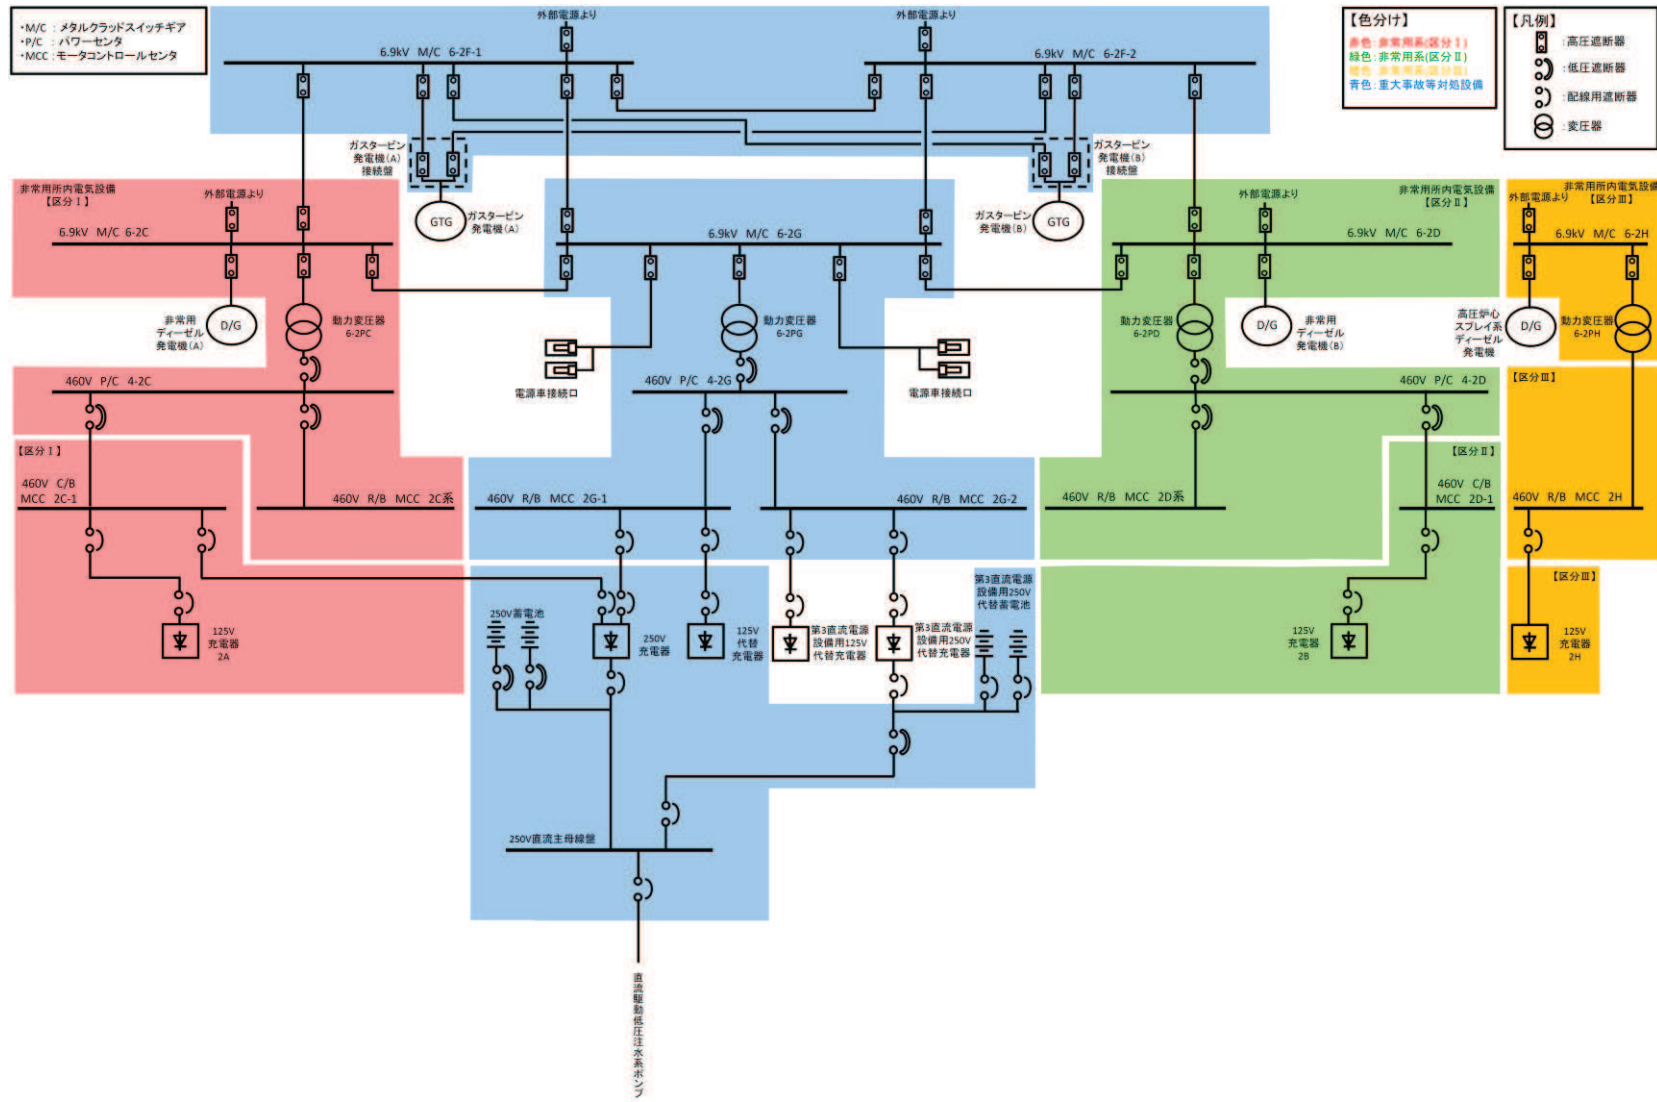 ・M/C ：メタルクラッドスイッチギア
・P/C ：パワーセンタ
・MCC：モータコントロールセンタ
外部電源より
外部電源より
6.9kV M/C 6-2F-1
6.9kV M/C 6-2F-2
【色分け】
赤色：非常用系(区分Ⅰ)
緑色：非常用系(区分Ⅱ)
橙色：非常用系(区分Ⅲ)
青色：重大事故等対処設備
【凡例】
：高圧遮断器
：低圧遮断器
：配線用遮断器
：変圧器
ガスタービン
発電機(A)
接続盤
ガスタービン
発電機(B)
接続盤
GTG
ガスタービン
発電機(A)
ガスタービン
発電機(B)
GTG
非常用所内電気設備
【区分Ⅰ】
外部電源より
6.9kV M/C 6-2C
非常用
ディーゼル
発電機(A)
D/G
動力変圧器
6-2PC
460V P/C 4-2C
【区分Ⅰ】
460V C/B
MCC 2C-1
460V R/B MCC 2C系
125V
充電器
2A
6.9kV M/C 6-2G
動力変圧器
6-2PG
電源車接続口
電源車接続口
460V P/C 4-2G
460V R/B MCC 2G-1
460V R/B MCC 2G-2
250V蓄電池
250V
充電器
125V
代替
充電器
第3直流電源
設備用125V
代替充電器
第3直流電源
設備用250V
代替充電器
第3直流電源
設備用250V
代替蓄電池
250V直流主母線盤
直流駆動低圧注水系ポンプ
外部電源より
非常用所内電気設備
【区分Ⅱ】
6.9kV M/C 6-2D
動力変圧器
6-2PD
D/G
非常用
ディーゼル
発電機(B)
460V P/C 4-2D
【区分Ⅱ】
460V R/B MCC 2D系
460V C/B
MCC 2D-1
125V
充電器
2B
非常用所内電気設備
【区分Ⅲ】
外部電源より
6.9kV M/C 6-2H
高圧炉心
スプレイ系
ディーゼル
発電機
D/G
動力変圧器
6-2PH
【区分Ⅲ】
460V R/B MCC 2H
【区分Ⅲ】
125V
充電器
2H